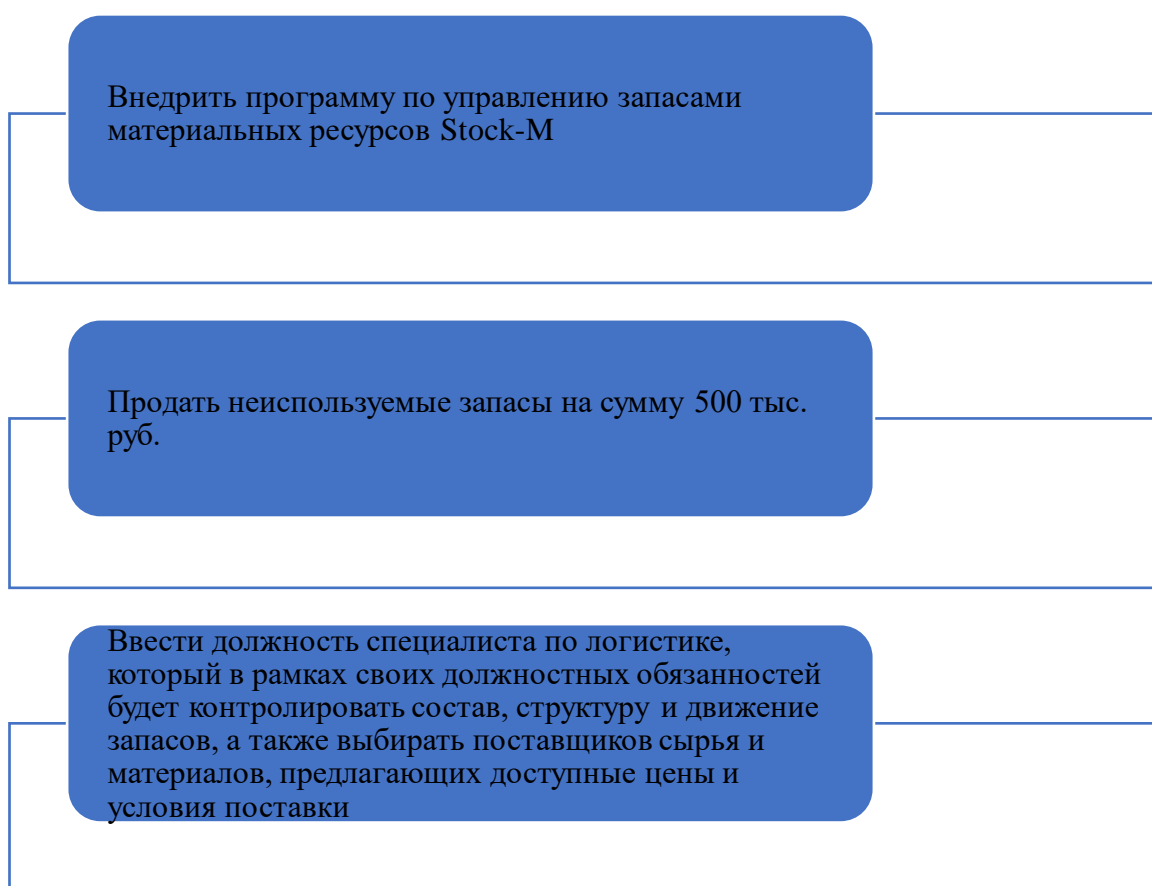 Внедрить программу по управлению запасами
материальных ресурсов Stock-M
Продать неиспользуемые запасы на сумму 500 тыс.
руб.
Ввести должность специалиста по логистике,
который в рамках своих должностных обязанностей
будет контролировать состав, структуру и движение
запасов, а также выбирать поставщиков сырья и
материалов, предлагающих доступные цены и
условия поставки